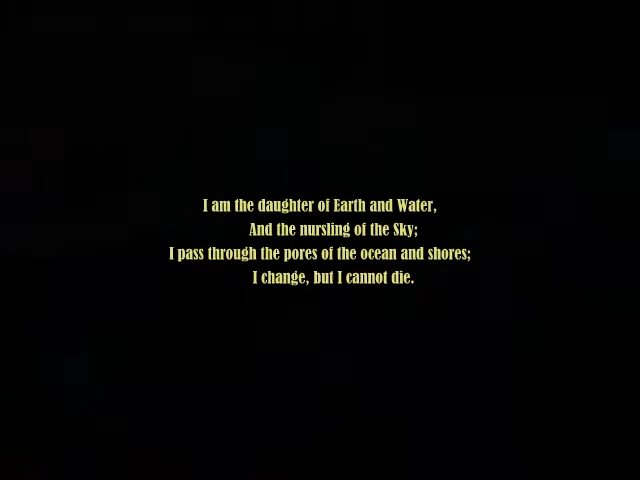 I am the daughter of Earth and Water,
And the nursling of the Sky;
I pass through the pores of the ocean and shores;
I change, but I cannot die.